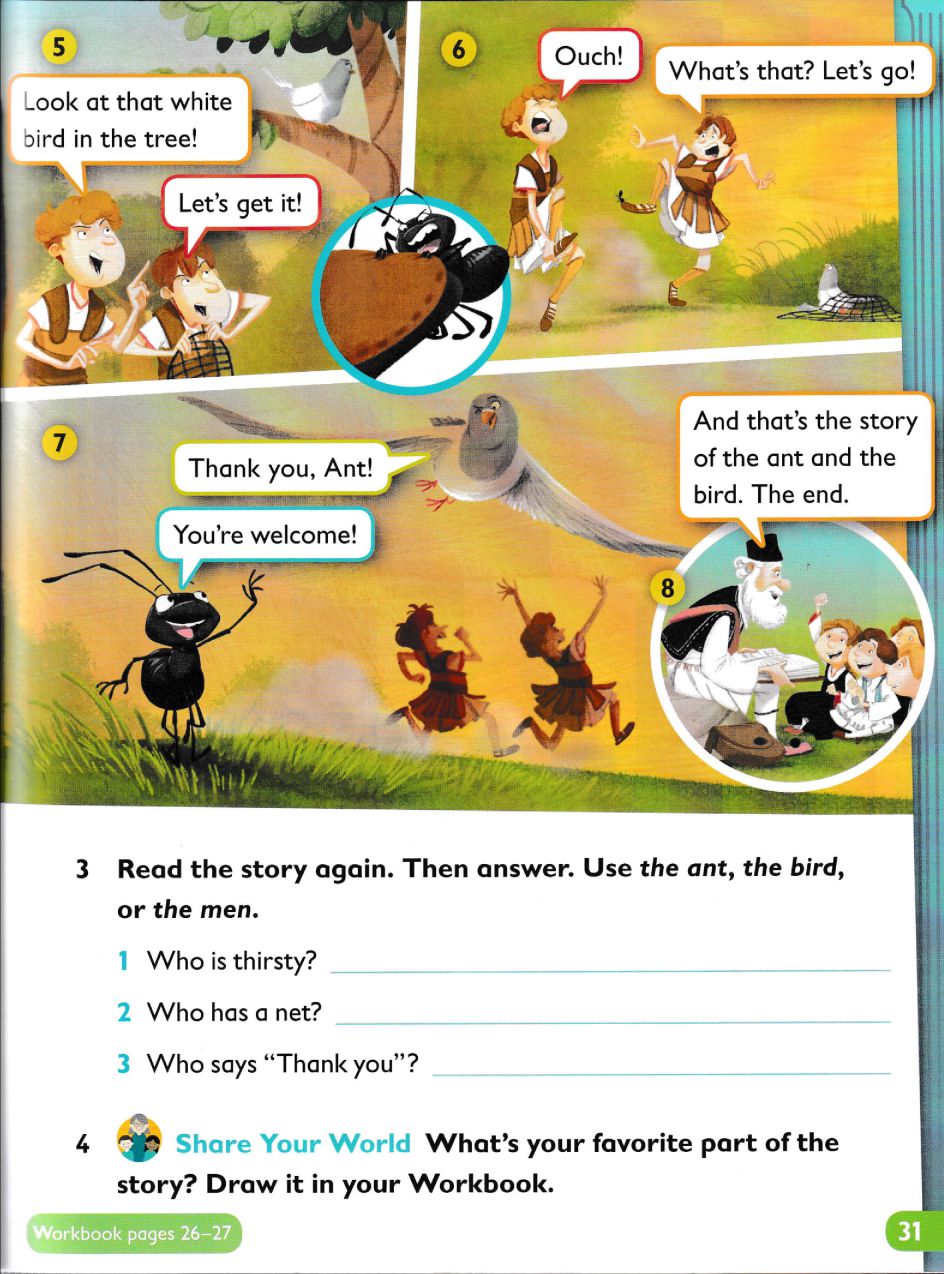 5
Look at that white
bird in the tree!
Let's get it!
6
Ouch!
What's that? Let's go!
7
Thank you, Ant!
You're welcome!
And that's the story
of the ant and the
bird. The end.
8
3 Read the story again. Then answer. Use the ant, the bird,
or the men.
1 Who is thirsty?
2 Who has a net?
3 Who says “Thank you”?
4 Share Your World What's your favorite part of the
story? Draw it in your Workbook.
Workbook pages 26–27
31